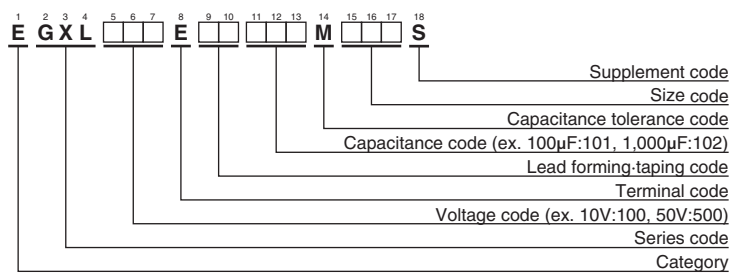 1 2 3 4 5 6 7 8 9 10 11 12 13 14 15 16 17 18
E G X L E M S
Supplement code
Size code
Capacitance tolerance code
Capacitance code (ex. 100μF:101, 1,000μF:102)
Lead forming·taping code
Terminal code
Voltage code (ex. 10V:100, 50V:500)
Series code
Category